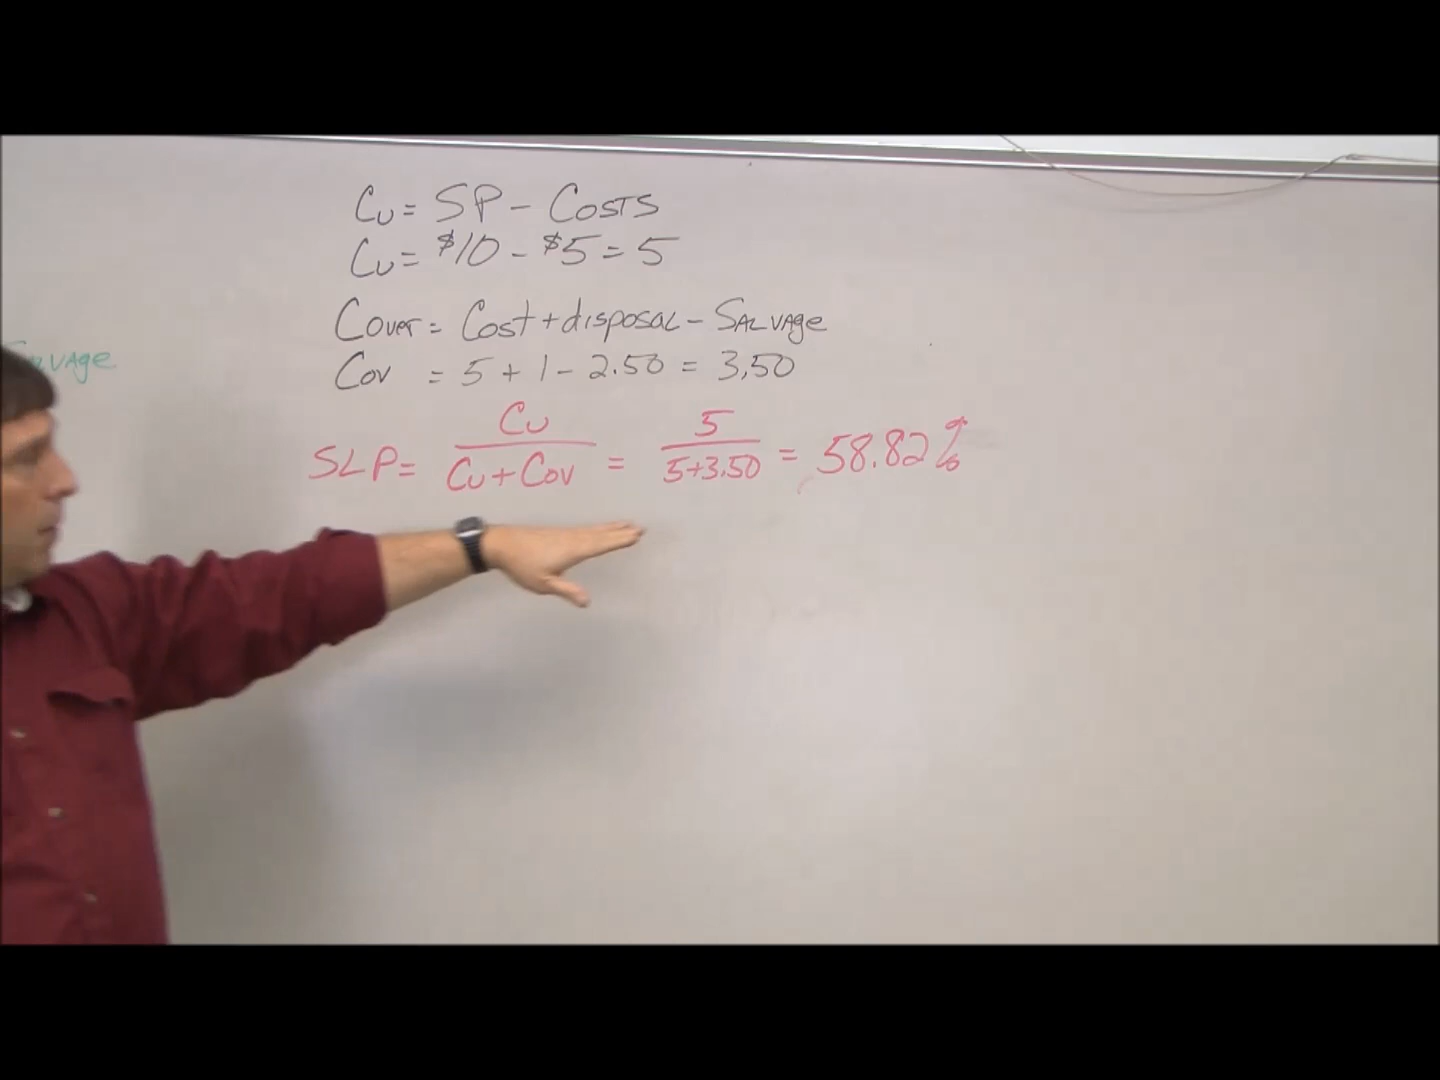 Cu = SP - Costs
Cu = $10 - $5 = 5
Cover = Cost + disposal - Salvage
Cov = 5 + 1 - 2.50 = 3.50
SLP = Cu / Cu + Cov = 5 / 5+3.50 = 58.82%